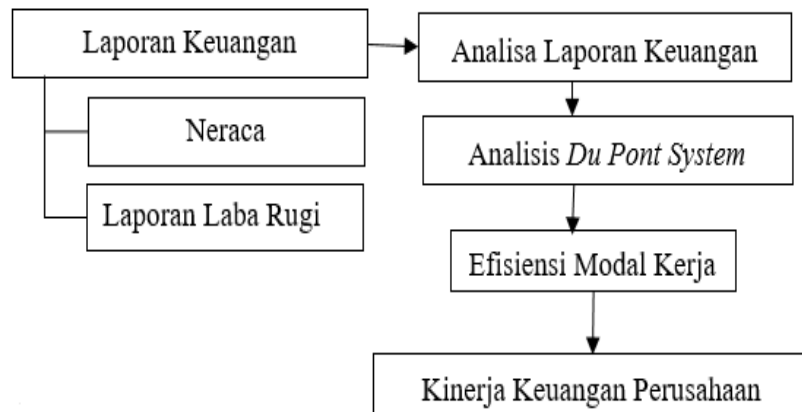 Laporan Keuangan
Analisa Laporan Keuangan
Neraca
Analisis Du Pont System
Laporan Laba Rugi
Efisiensi Modal Kerja
Kinerja Keuangan Perusahaan